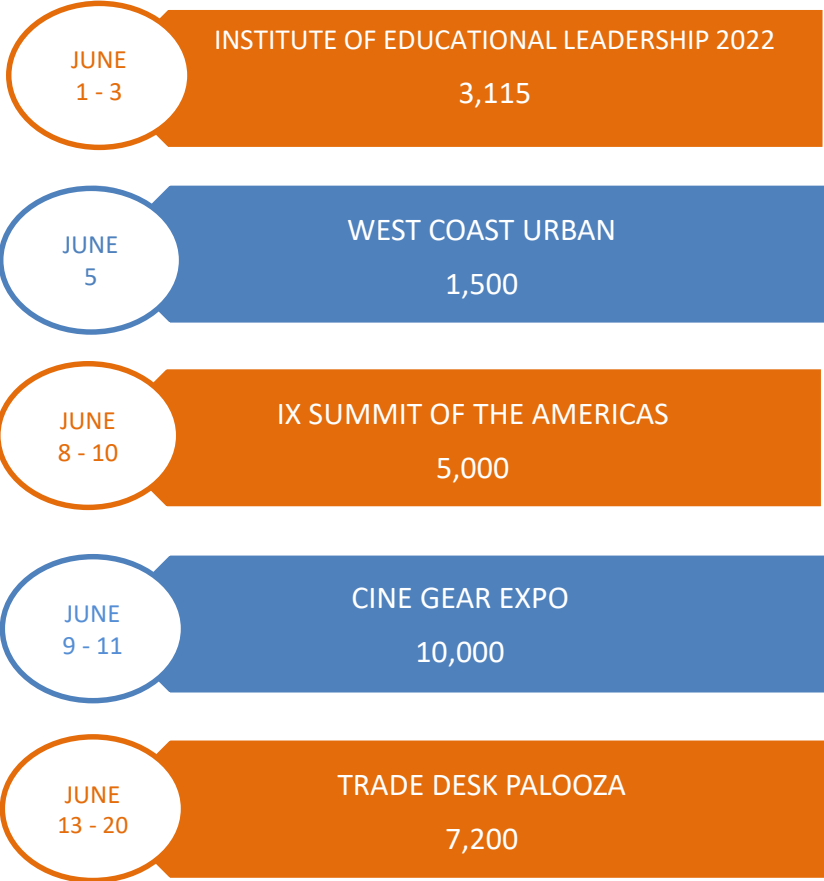 JUNE
1 - 3
INSTITUTE OF EDUCATIONAL LEADERSHIP 2022
3,115
JUNE
5
WEST COAST URBAN
1,500
JUNE
8 - 10
IX SUMMIT OF THE AMERICAS
5,000
JUNE
9 - 11
CINE GEAR EXPO
10,000
JUNE
13 - 20
TRADE DESK PALOOZA
7,200